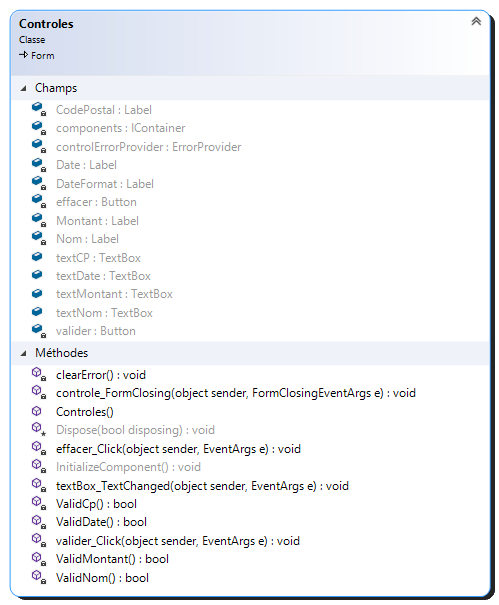 Controles
Classe
Form
Champs
CodePostal : Label
components : IContainer
controlErrorProvider : ErrorProvider
Date : Label
DateFormat : Label
effacer : Button
Montant : Label
Nom : Label
textCP : TextBox
textDate : TextBox
textMontant : TextBox
textNom : TextBox
valider : Button
Méthodes
clearError() : void
controle_FormClosing(object sender, FormClosingEventArgs e) : void
Controles()
Dispose(bool disposing) : void
effacer_Click(object sender, EventArgs e) : void
InitializeComponent() : void
textBox_TextChanged(object sender, EventArgs e) : void
ValidCp() : bool
ValidDate() : bool
valider_Click(object sender, EventArgs e) : void
ValidMontant() : bool
ValidNom() : bool